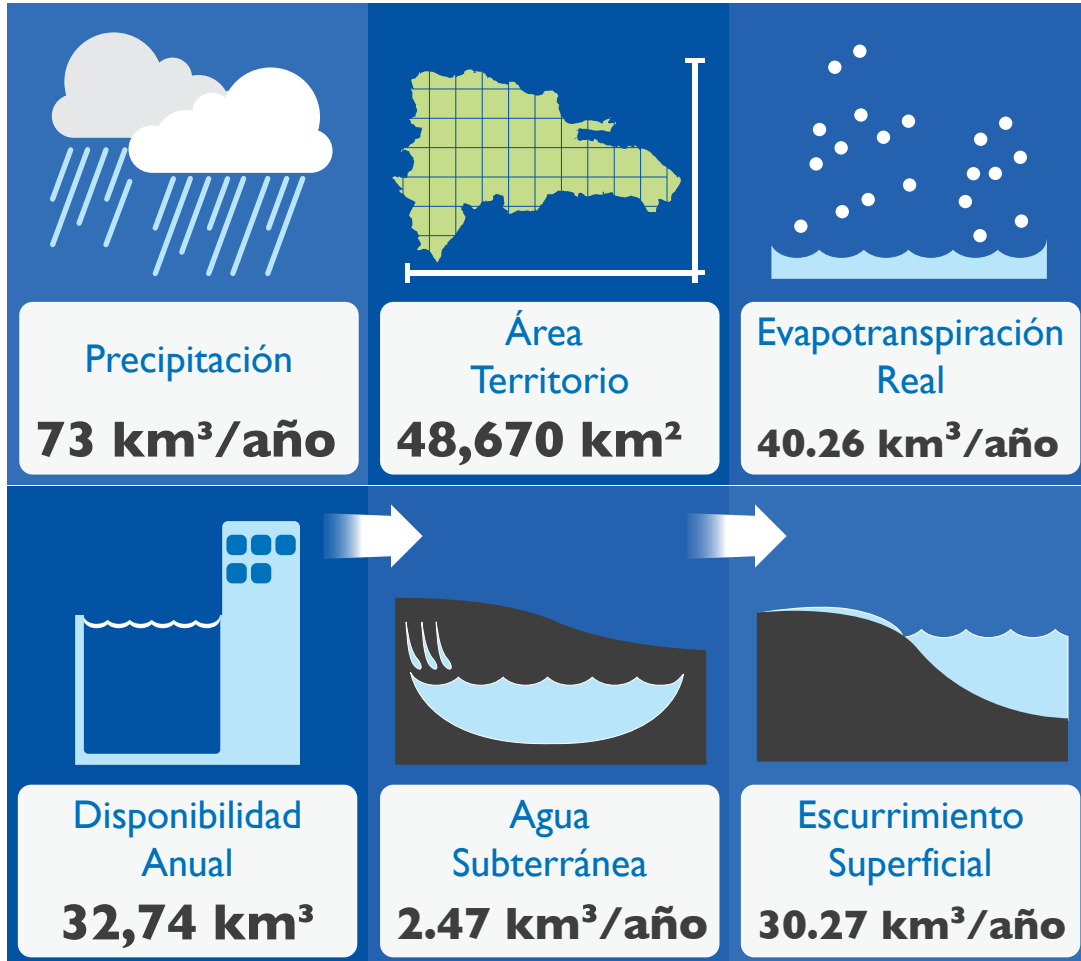 Precipitación
73 km³/año
Área
Territorio
48,670 km²
Evapotranspiración
Real
40.26 km³/año
Disponibilidad
Anual
32,74 km³
Agua
Subterránea
2.47 km³/año
Escurrimiento
Superficial
30.27 km³/año